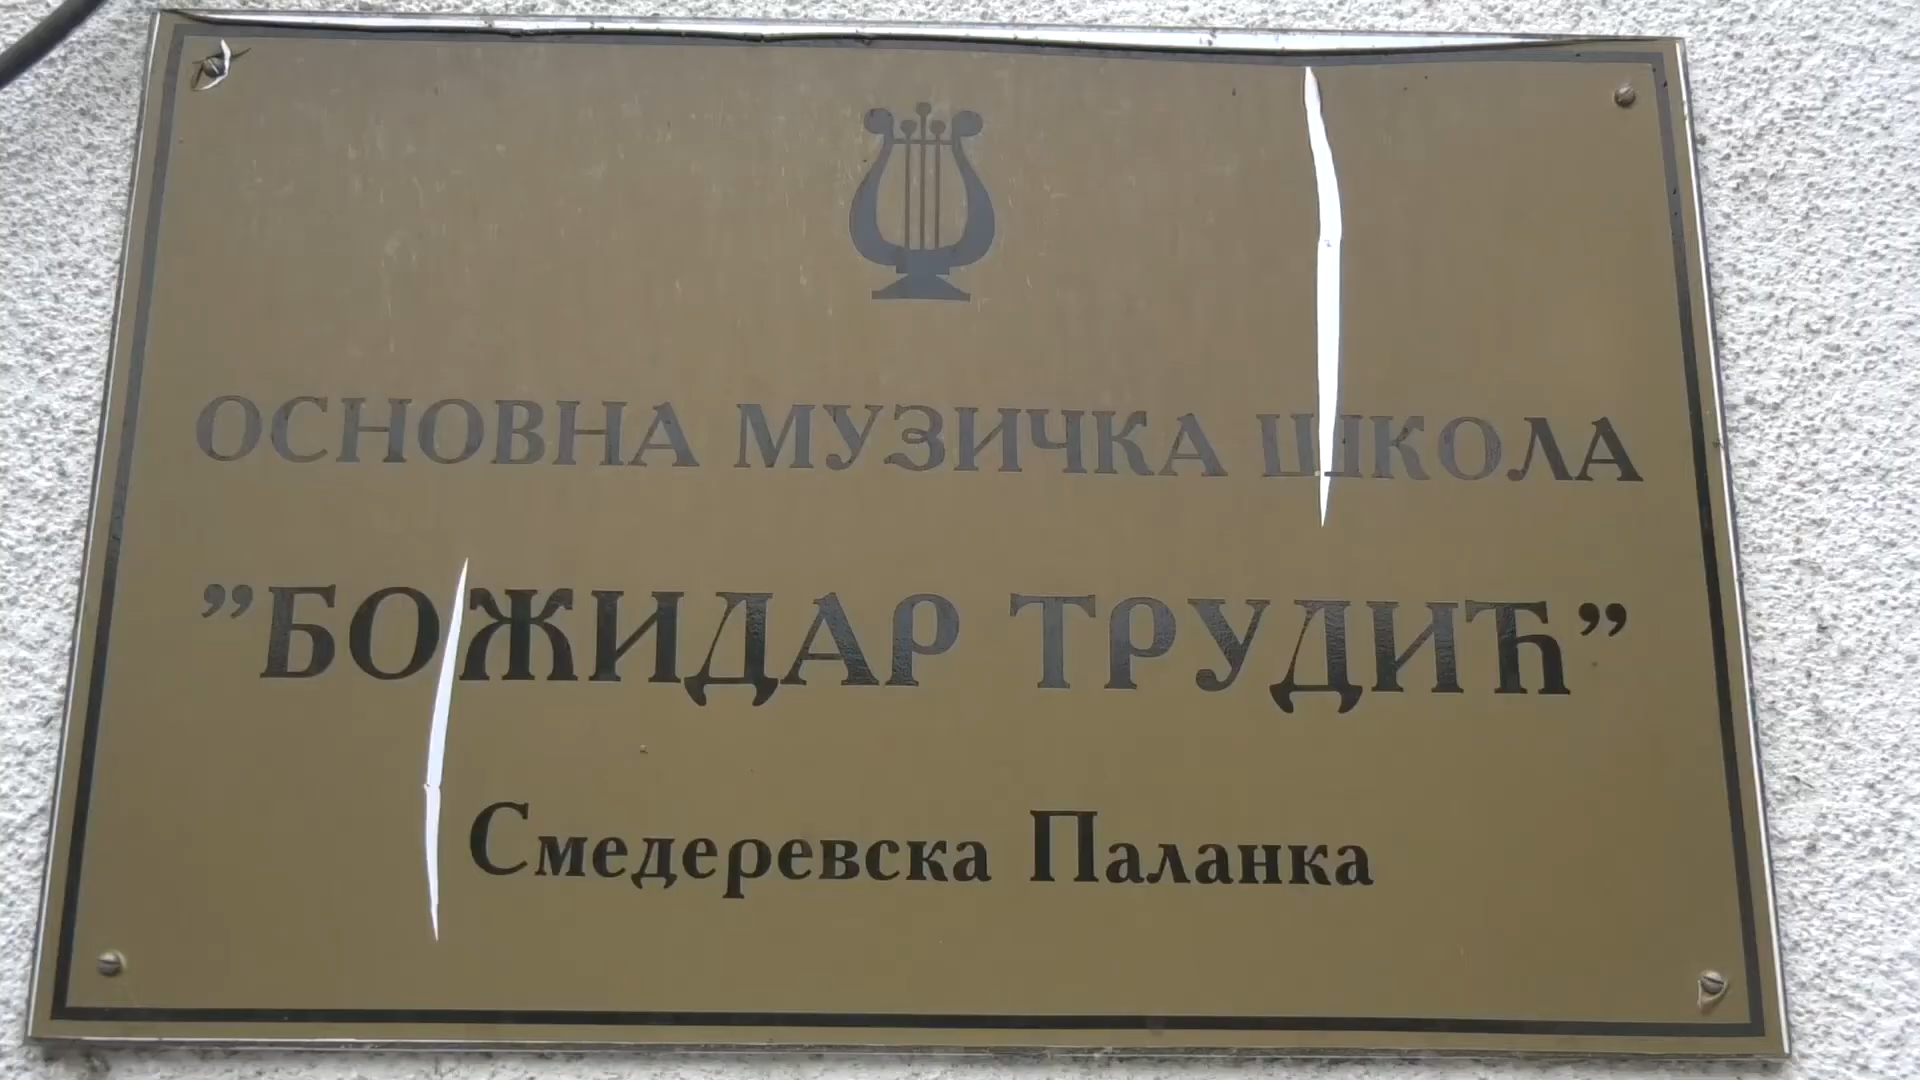 ОСНОВНА МУЗИЧКА ШКОЛА
”БОЖИДАР ТРУДИЋ”
Смедеревска Паланка